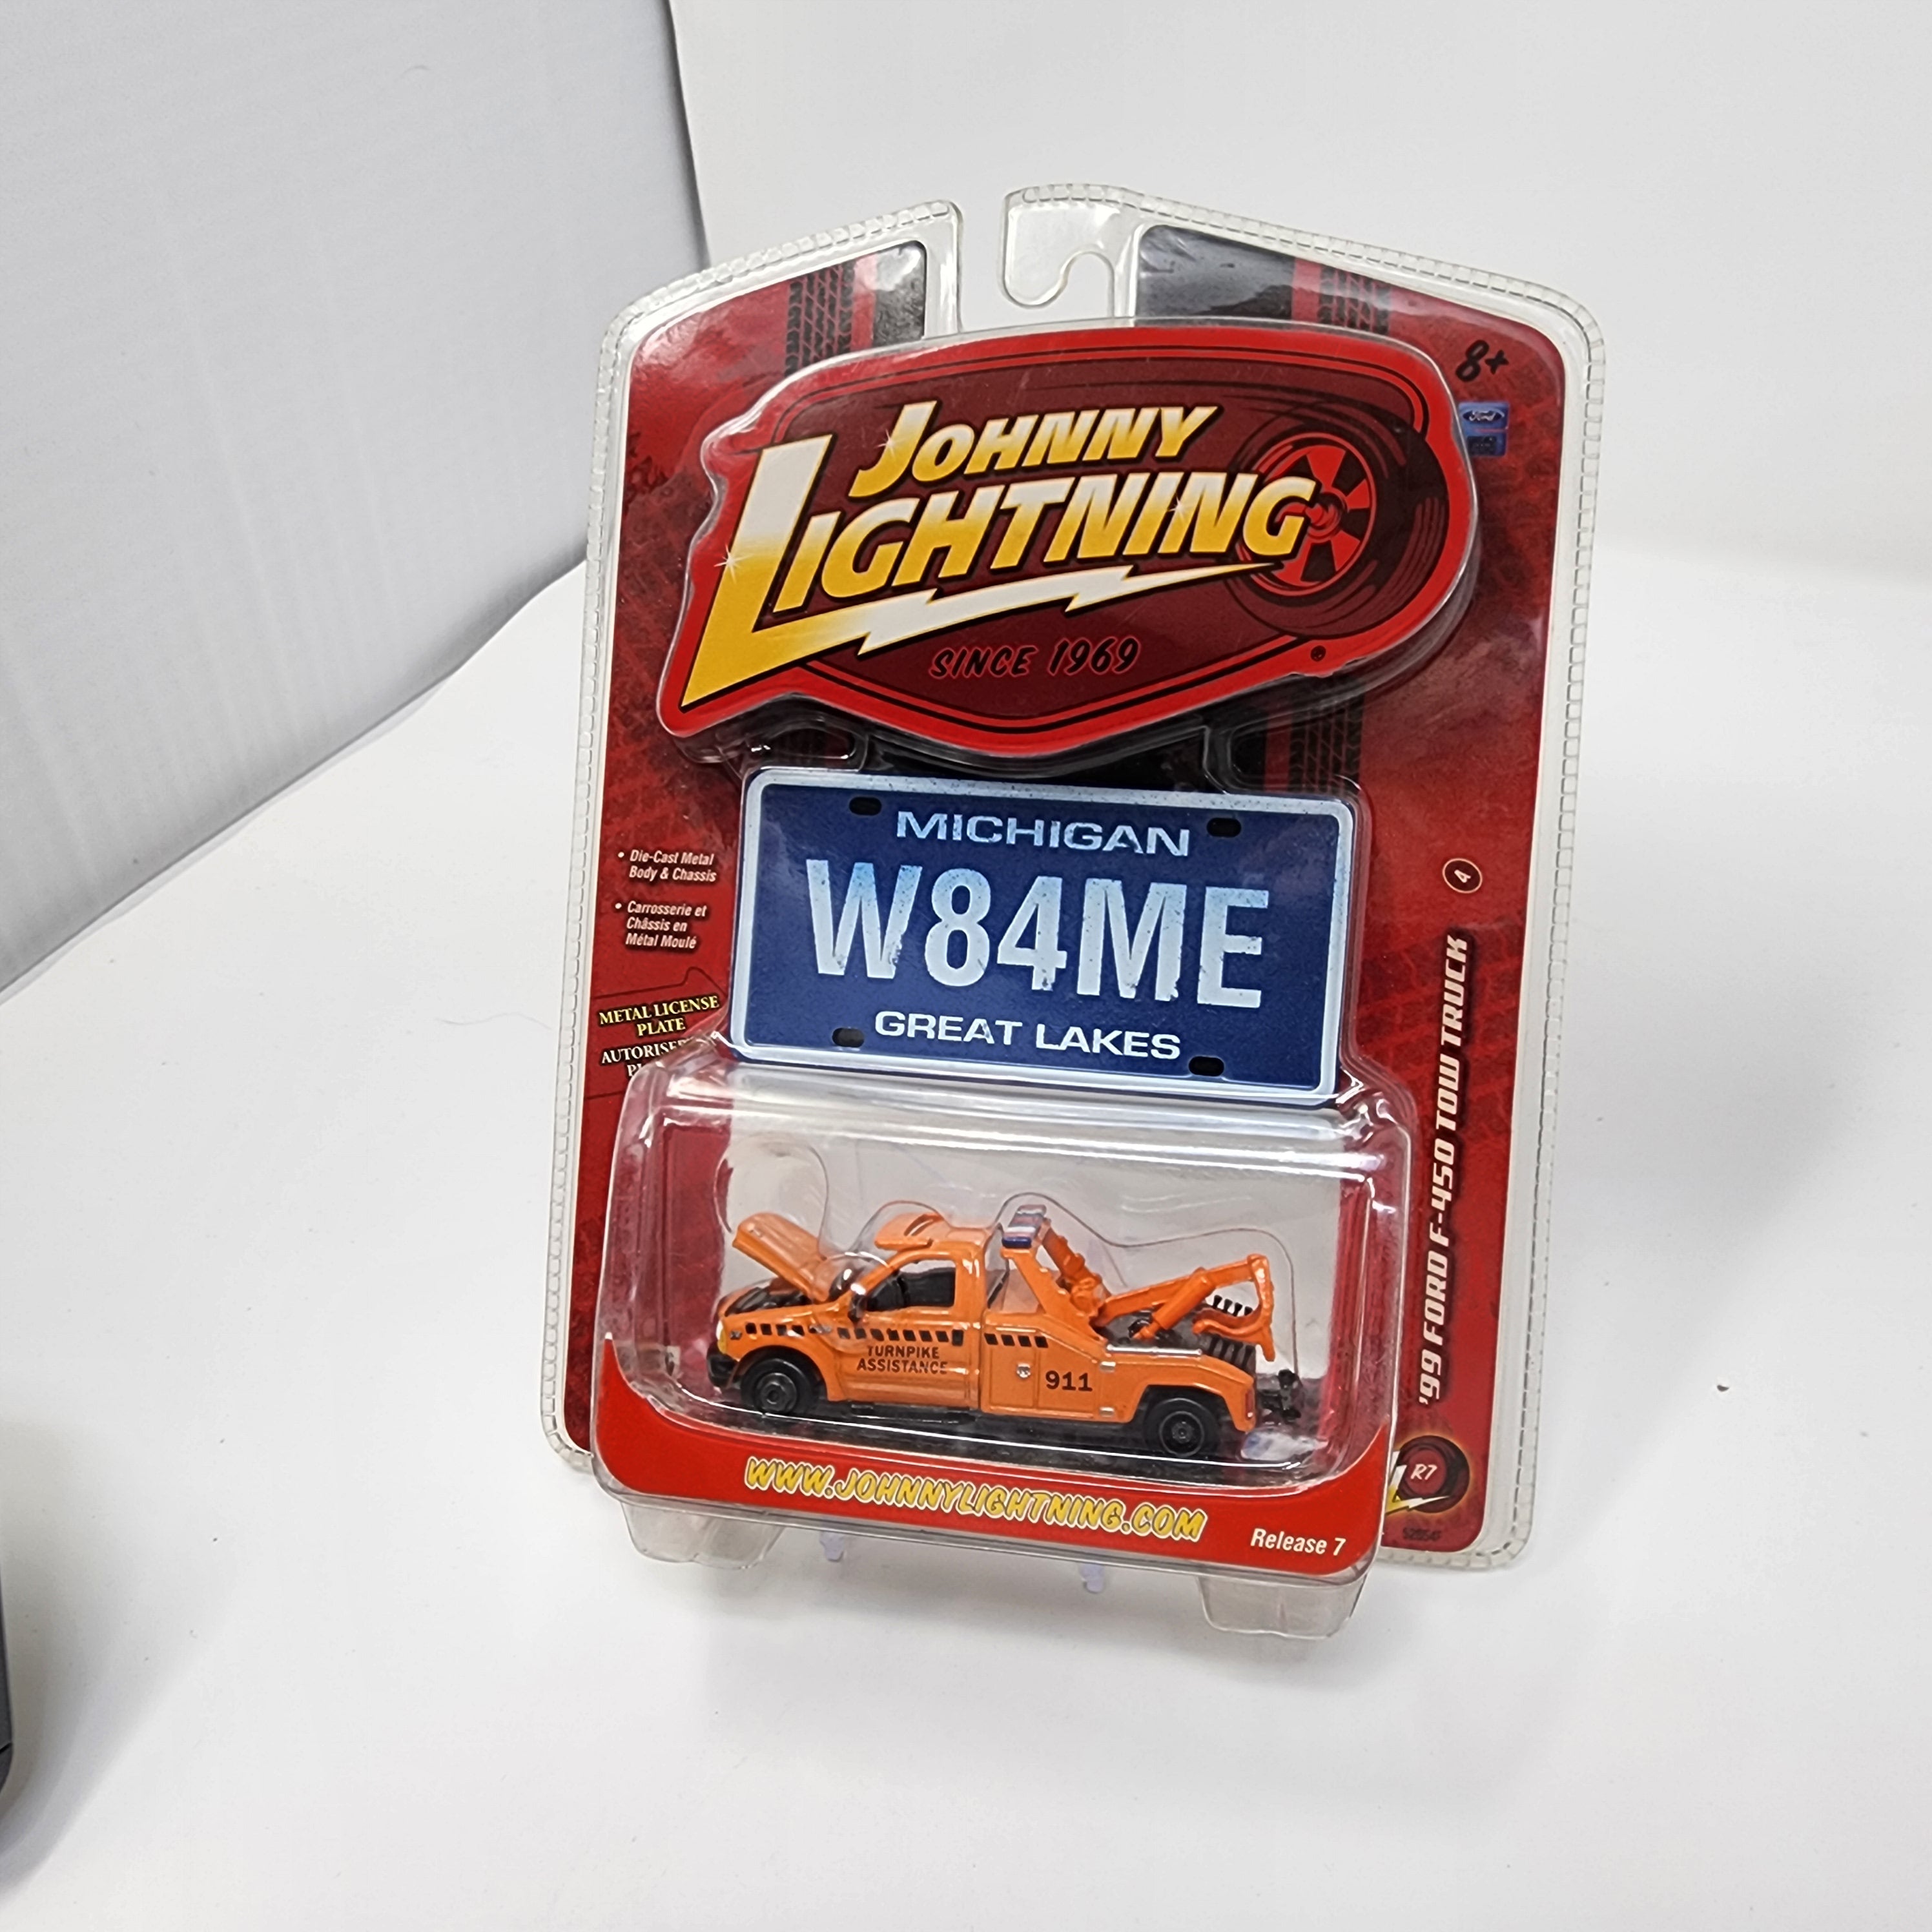 8+
Ford
JOHNNY
LIGHTNING
SINCE 1969
®
MICHIGAN
W84ME
GREAT LAKES
• Die-Cast Metal
Body & Chassis
• Carrosserie et
Châssis en
Métal Moulé
METAL LICENSE
PLATE
4
'99 FORD F-450 TOW TRUCK
TURNPIKE
ASSISTANCE
911
R7
WWW.JOHNNYLIGHTNING.COM
Release 7